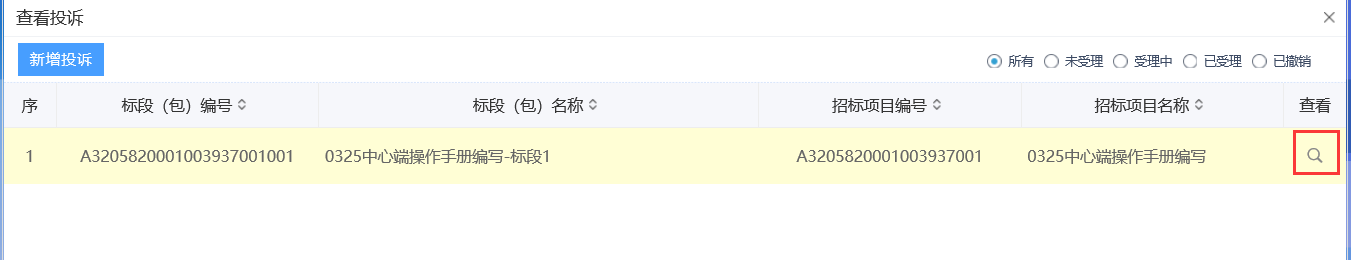 查看投诉
新增投诉 所有 未受理 受理中 已受理 已撤销
序 标段（包）编号 标段（包）名称 招标项目编号 招标项目名称 查看
1 A3205820001003937001001 0325中心端操作手册编写-标段1 A3205820001003937001 0325中心端操作手册编写